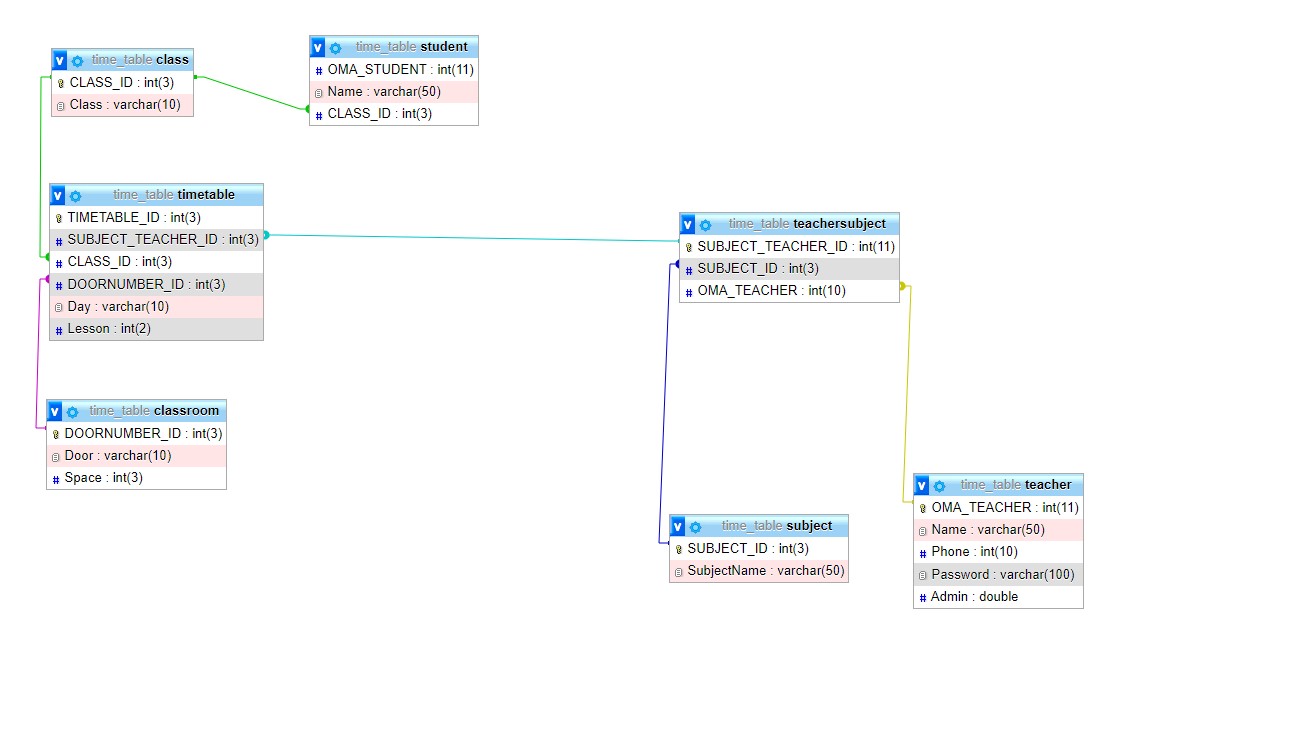 v time_table class
CLASS_ID : int(3)
Class : varchar(10)
v time_table student
# OMA_STUDENT : int(11)
Name : varchar(50)
# CLASS_ID : int(3)
v time_table timetable
TIMETABLE_ID : int(3)
# SUBJECT_TEACHER_ID : int(3)
# CLASS_ID : int(3)
# DOORNUMBER_ID : int(3)
Day : varchar(10)
# Lesson : int(2)
v time_table teachersubject
SUBJECT_TEACHER_ID : int(11)
# SUBJECT_ID : int(3)
# OMA_TEACHER : int(10)
v time_table classroom
DOORNUMBER_ID : int(3)
Door : varchar(10)
# Space : int(3)
v time_table subject
SUBJECT_ID : int(3)
SubjectName : varchar(50)
v time_table teacher
OMA_TEACHER : int(11)
Name : varchar(50)
# Phone : int(10)
Password : varchar(100)
# Admin : double